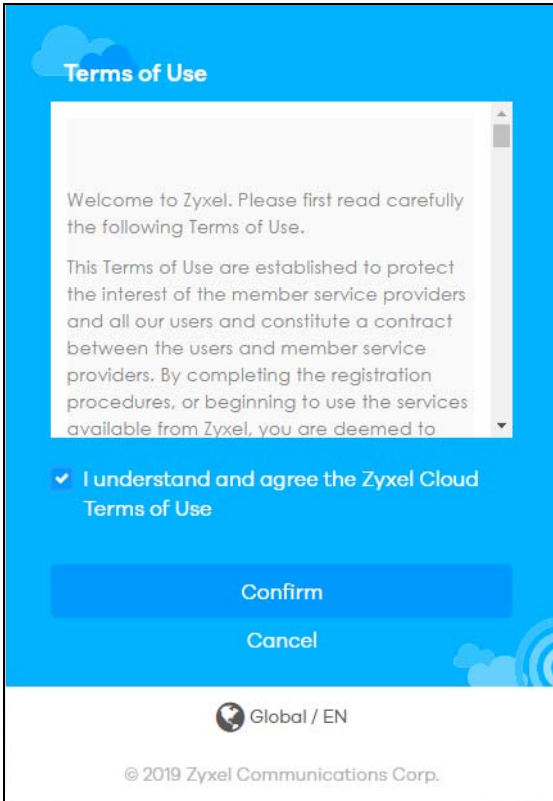 Terms of Use
Welcome to Zyxel. Please first read carefully
the following Terms of Use.
This Terms of Use are established to protect
the interest of the member service providers
and all our users and constitute a contract
between the users and member service
providers. By completing the registration
procedures, or beginning to use the services
available from Zyxel, you are deemed to
I understand and agree the Zyxel Cloud
Terms of Use
Confirm
Cancel
Global / EN
© 2019 Zyxel Communications Corp.